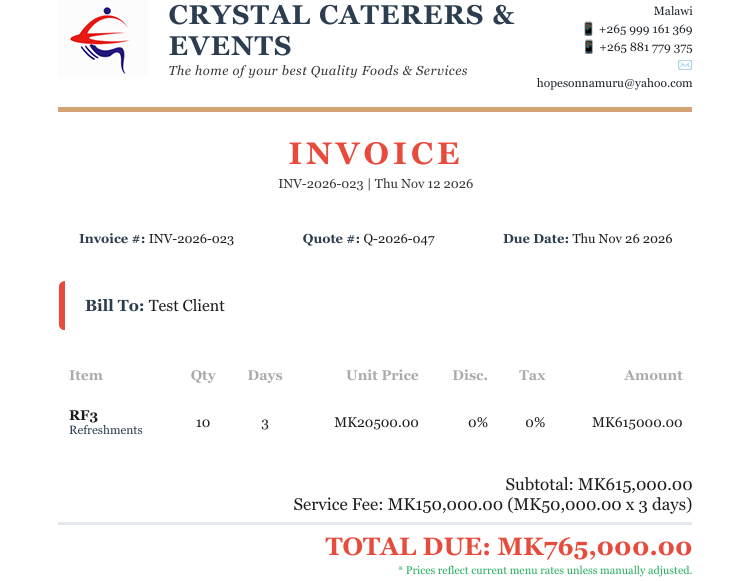 CRYSTAL CATERERS &
EVENTS
The home of your best Quality Foods & Services
Malawi
📱 +265 999 161 369
📱 +265 881 779 375
✉️
hopesonnamuru@yahoo.com
INVOICE
INV-2026-023 | Thu Nov 12 2026
Invoice #: INV-2026-023 Quote #: Q-2026-047 Due Date: Thu Nov 26 2026
Bill To: Test Client
Item Qty Days Unit Price Disc. Tax Amount
RF3 10 3 MK20500.00 0% 0% MK615000.00
Refreshments
Subtotal: MK615,000.00
Service Fee: MK150,000.00 (MK50,000.00 x 3 days)
TOTAL DUE: MK765,000.00
* Prices reflect current menu rates unless manually adjusted.